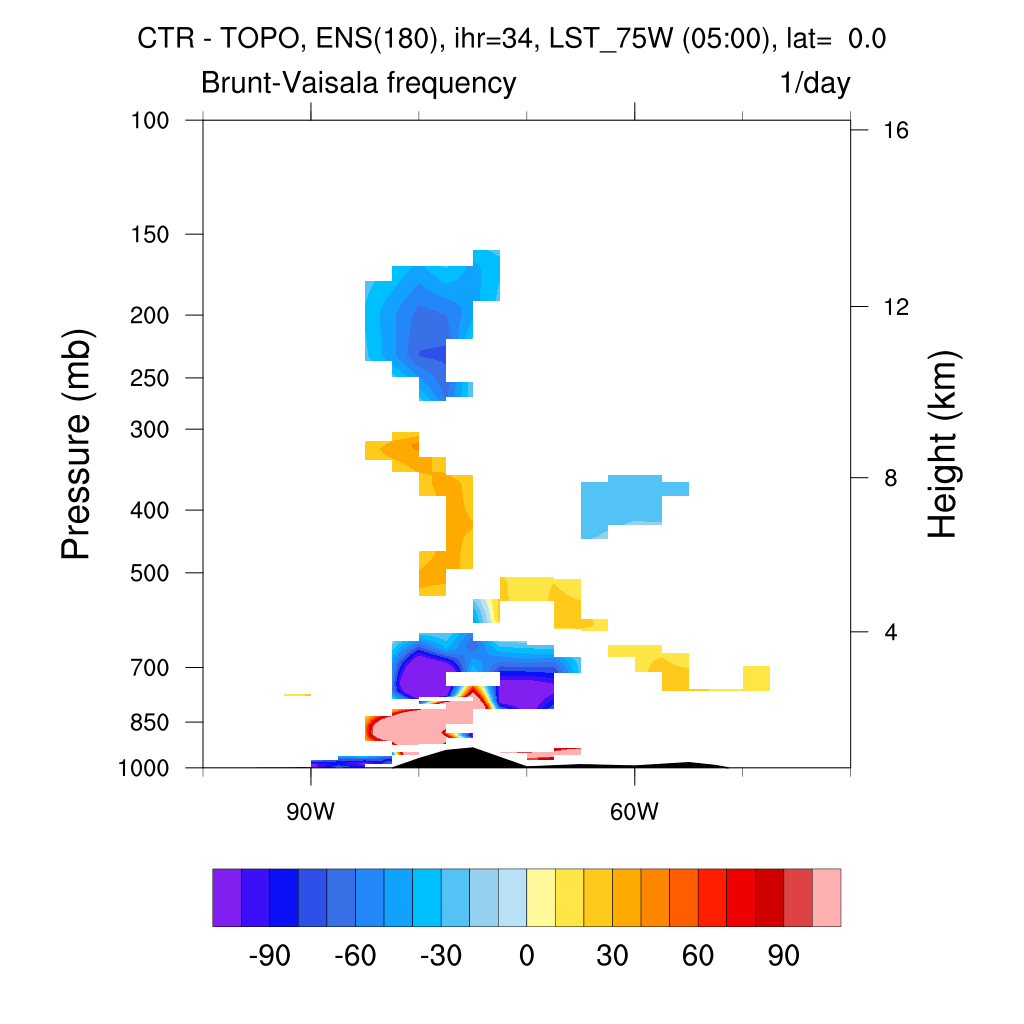 CTR - TOPO, ENS(180), ihr=34, LST_75W (05:00), lat=  0.0
Brunt-Vaisala frequency 1/day
100
150
200
250
300
400
500
700
850
1000
Pressure (mb)
16
12
8
4
Height (km)
90W 60W
-90 -60 -30 0 30 60 90